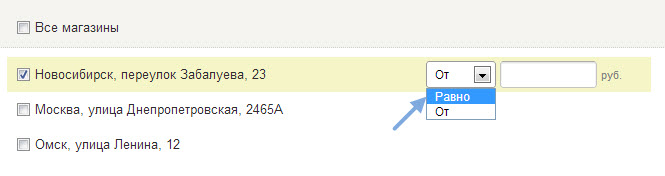 Все магазины
Новосибирск, переулок Забалуева, 23 От руб.
Равно
Москва, улица Днепропетровская, 2465А
От
Омск, улица Ленина, 12